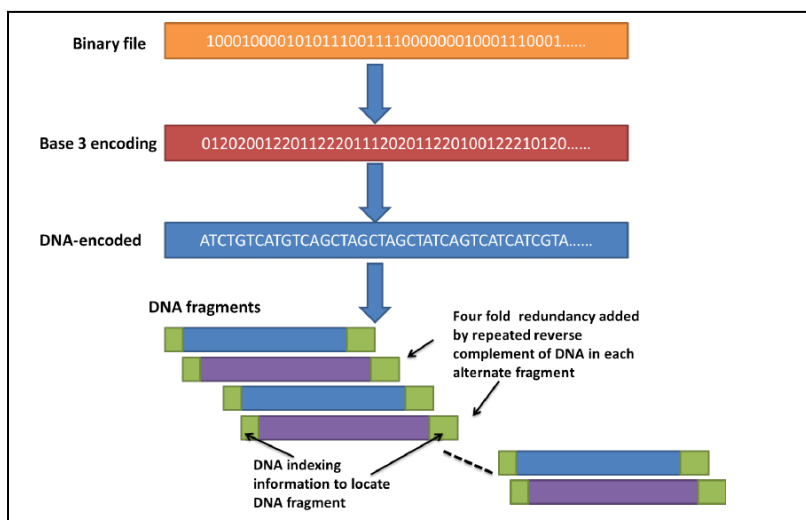 Binary file
10001000010101110011110000000010001110001......
Base 3 encoding
01202001220112220111202011220100122210120......
DNA-encoded
ATCTGTCATGTCAGCTAGCTAGCTATCAGTCATCATCGTA......
DNA fragments
Four fold redundancy added
by repeated reverse
complement of DNA in each
alternate fragment
DNA indexing
information to locate
DNA fragment